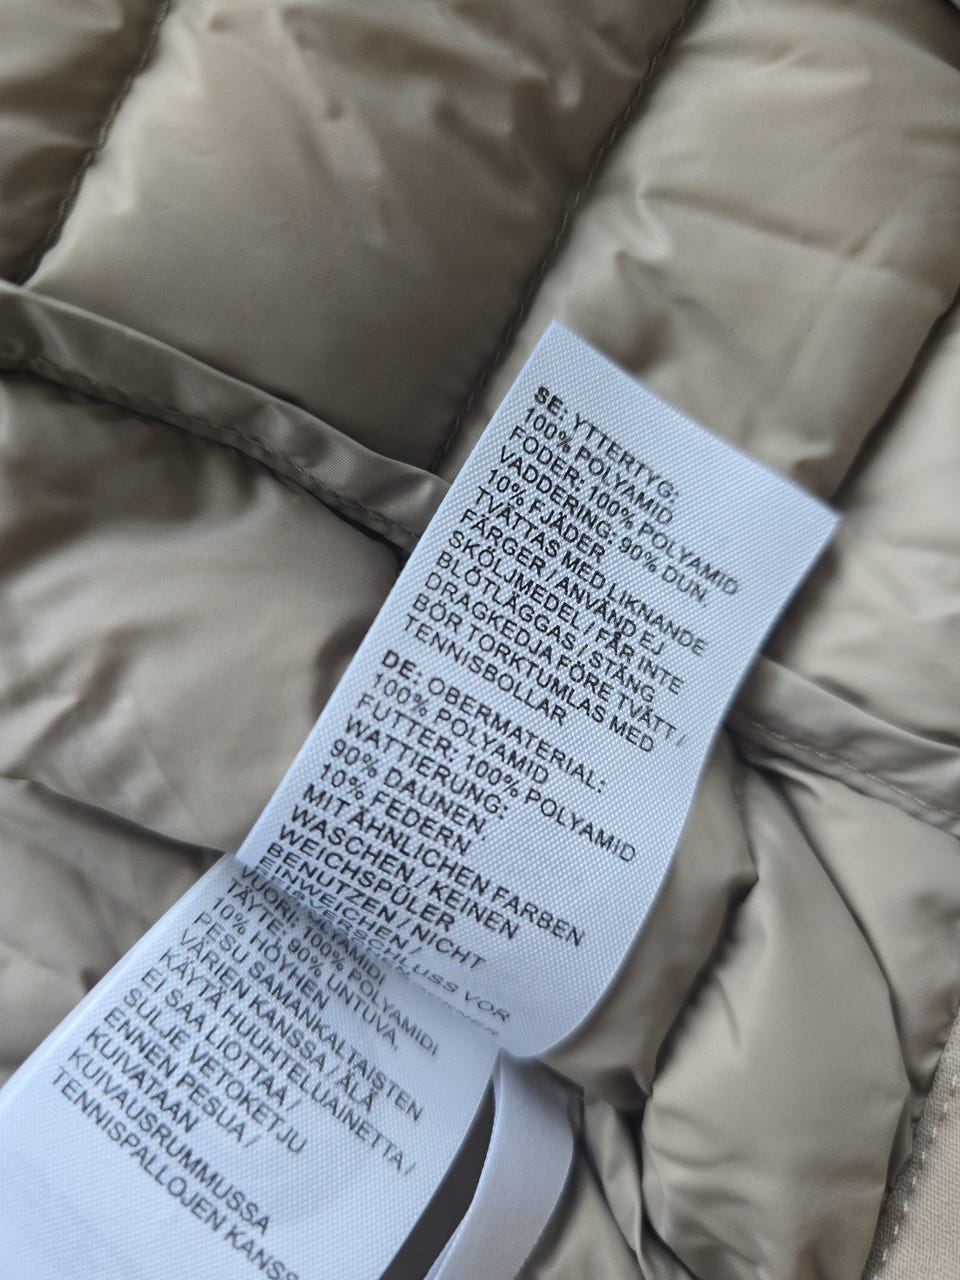 SE: YTTERTYG:
100% POLYAMID
FODER: 100% POLYAMID
VADDERING: 90% DUN,
10% FJÄDER
TVÄTTAS MED LIKNANDE
FÄRGER / ANVÄND EJ
SKÖLJMEDEL / FÅR INTE
BLÖTLÄGGAS / STÄNG
DRAGKEDJA FÖRE TVÄTT /
BÖR TORKTUMLAS MED
TENNISBOLLAR
DE: OBERMATERIAL:
100% POLYAMID
FUTTER: 100% POLYAMID
WATTIERUNG:
90% DAUNEN,
10% FEDERN
MIT ÄHNLICHEN FARBEN
WASCHEN / KEINEN
WEICHSPÜLER
BENUTZEN / NICHT
EINWEICHEN /
VOR
VUORI: 100% POLYAMIDI
TÄYTE: 90% UNTUVA,
10% HÖYHEN
PESU SAMANKALTAISTEN
VÄRIEN KANSSA / ÄLÄ
KÄYTÄ HUUHTELUAINETTA /
EI SAA LIOTTAA /
SULJE VETOKETJU
ENNEN PESUA /
KUIVATAAN
KUIVAUSRUMMUSSA
TENNISPALLOJEN KANSS